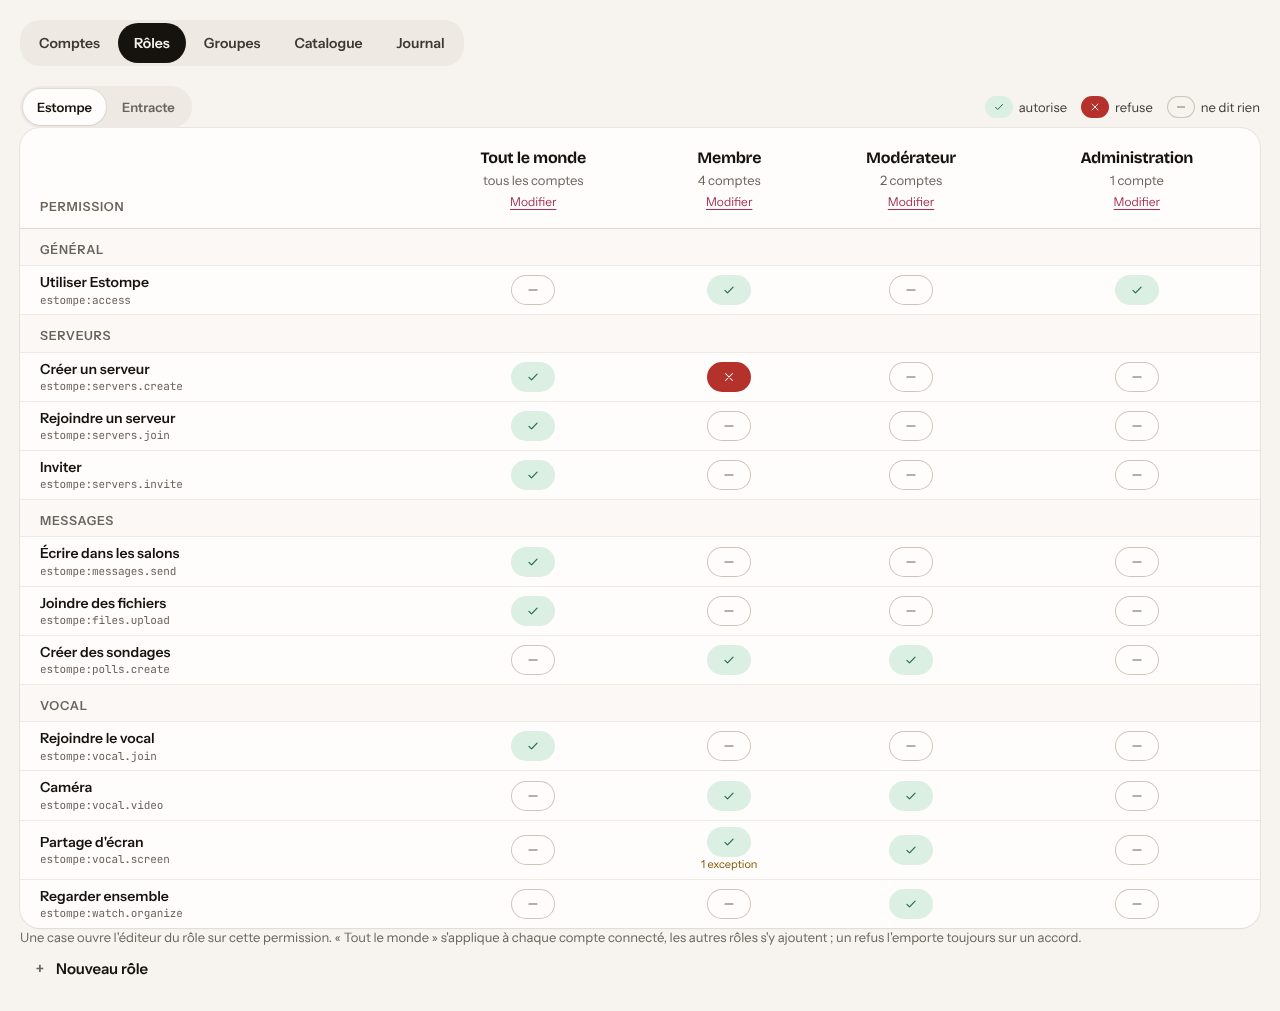 Comptes Rôles Groupes Catalogue Journal
Estompe Entracte autorise refuse ne dit rien
Tout le monde Membre Modérateur Administration
tous les comptes 4 comptes 2 comptes 1 compte
PERMISSION Modifier Modifier Modifier Modifier
GÉNÉRAL
Utiliser Estompe
estompe:access
SERVEURS
Créer un serveur
estompe:servers.create
Rejoindre un serveur
estompe:servers.join
Inviter
estompe:servers.invite
MESSAGES
Écrire dans les salons
estompe:messages.send
Joindre des fichiers
estompe:files.upload
Créer des sondages
estompe:polls.create
VOCAL
Rejoindre le vocal
estompe:vocal.join
Caméra
estompe:vocal.video
Partage d'écran
estompe:vocal.screen
1 exception
Regarder ensemble
estompe:watch.organize
Une case ouvre l'éditeur du rôle sur cette permission. « Tout le monde » s'applique à chaque compte connecté, les autres rôles s'y ajoutent ; un refus l'emporte toujours sur un accord.
+ Nouveau rôle